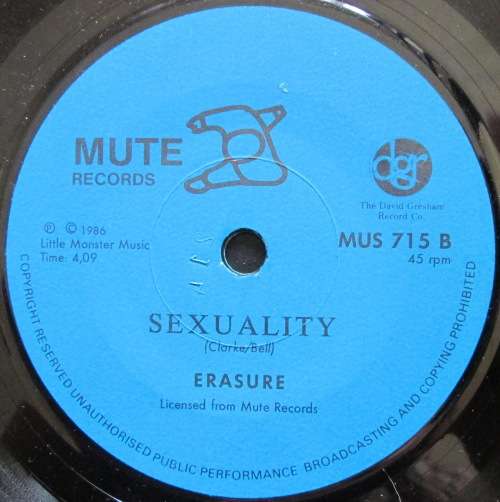 MUTE
RECORDS
dgr
The David Gresham
Record Co.
Ⓟ © 1986
Little Monster Music
Time: 4,09
MUS 715 B
45 rpm
SEXUALITY
(Clarke/Bell)
ERASURE
Licensed from Mute Records
COPYRIGHT RESERVED UNAUTHORISED PUBLIC PERFORMANCE BROADCASTING AND COPYING PROHIBITED